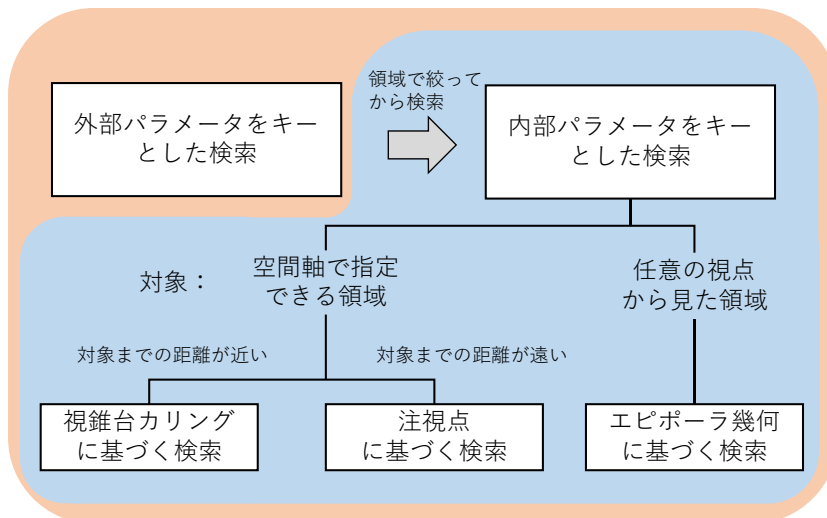 領域で絞って
から検索
外部パラメータをキー
とした検索
内部パラメータをキー
とした検索
対象：
空間軸で指定
できる領域
任意の視点
から見た領域
対象までの距離が近い
対象までの距離が遠い
視錐台カリング
に基づく検索
注視点
に基づく検索
エピポーラ幾何
に基づく検索